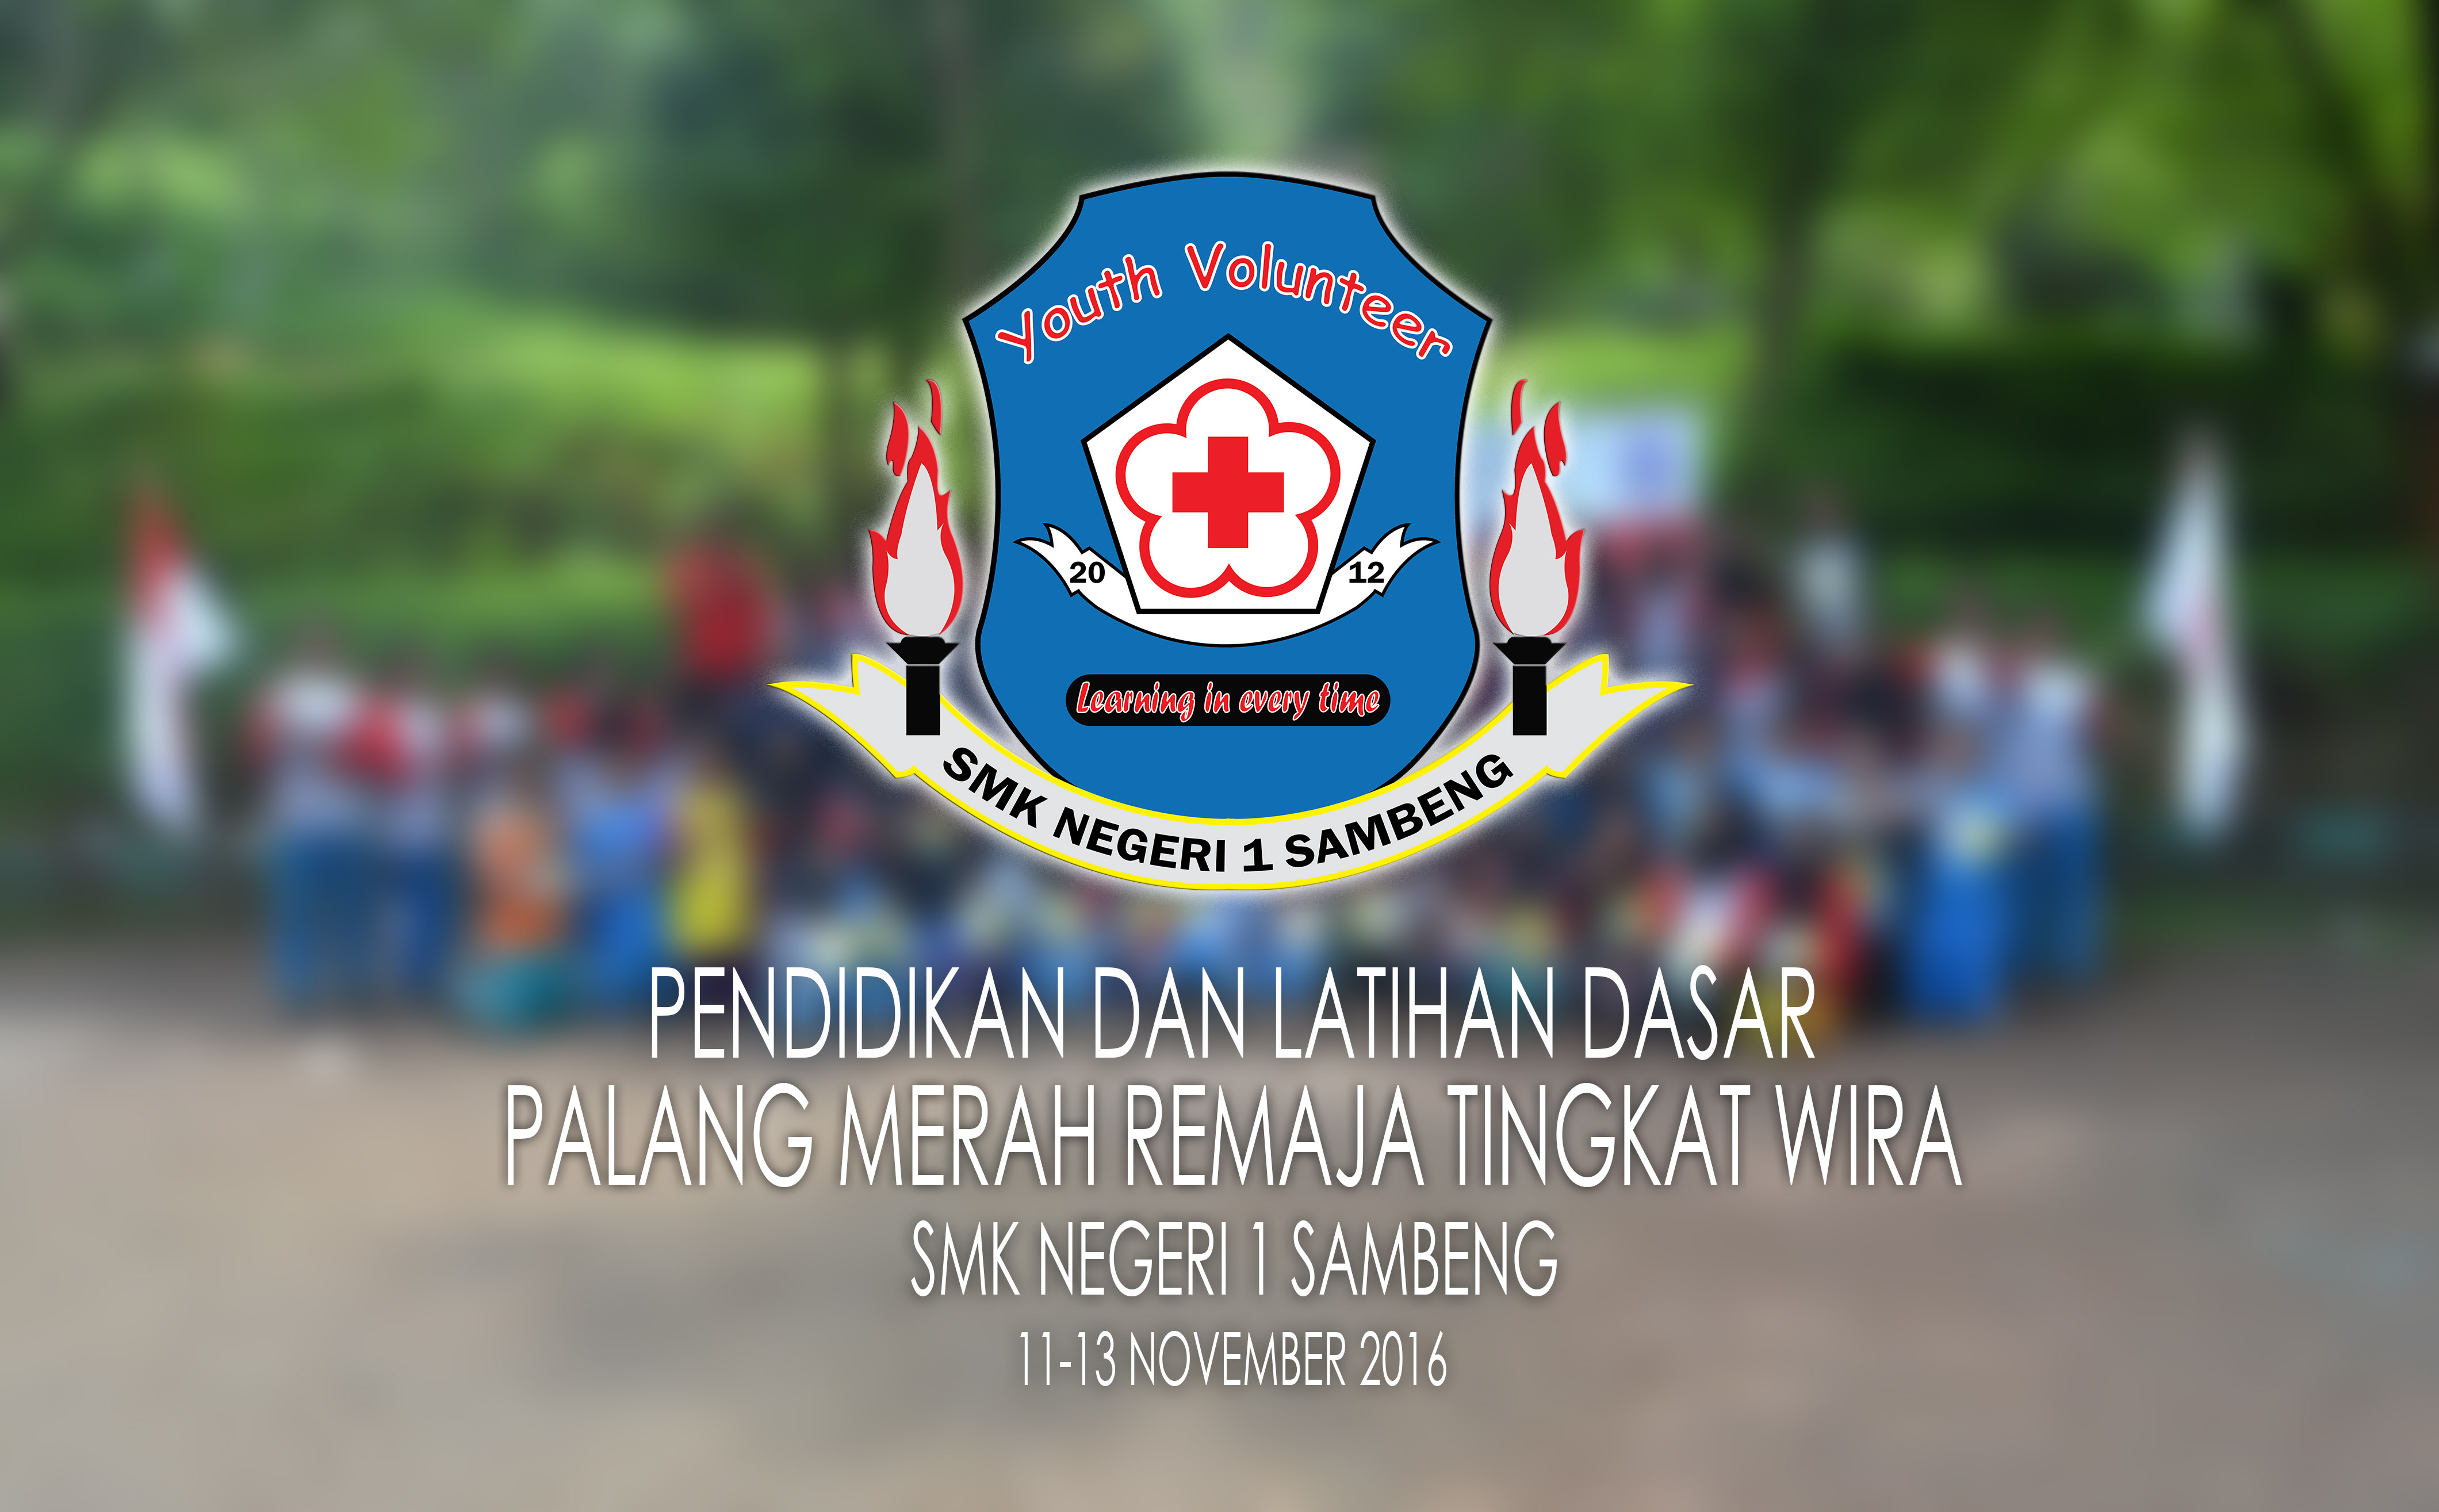 Youth Volunteer
20 12
Learning in every time
SMK NEGERI 1 SAMBENG
PENDIDIKAN DAN LATIHAN DASAR
PALANG MERAH REMAJA TINGKAT WIRA
SMK NEGERI 1 SAMBENG
11-13 NOVEMBER 2016